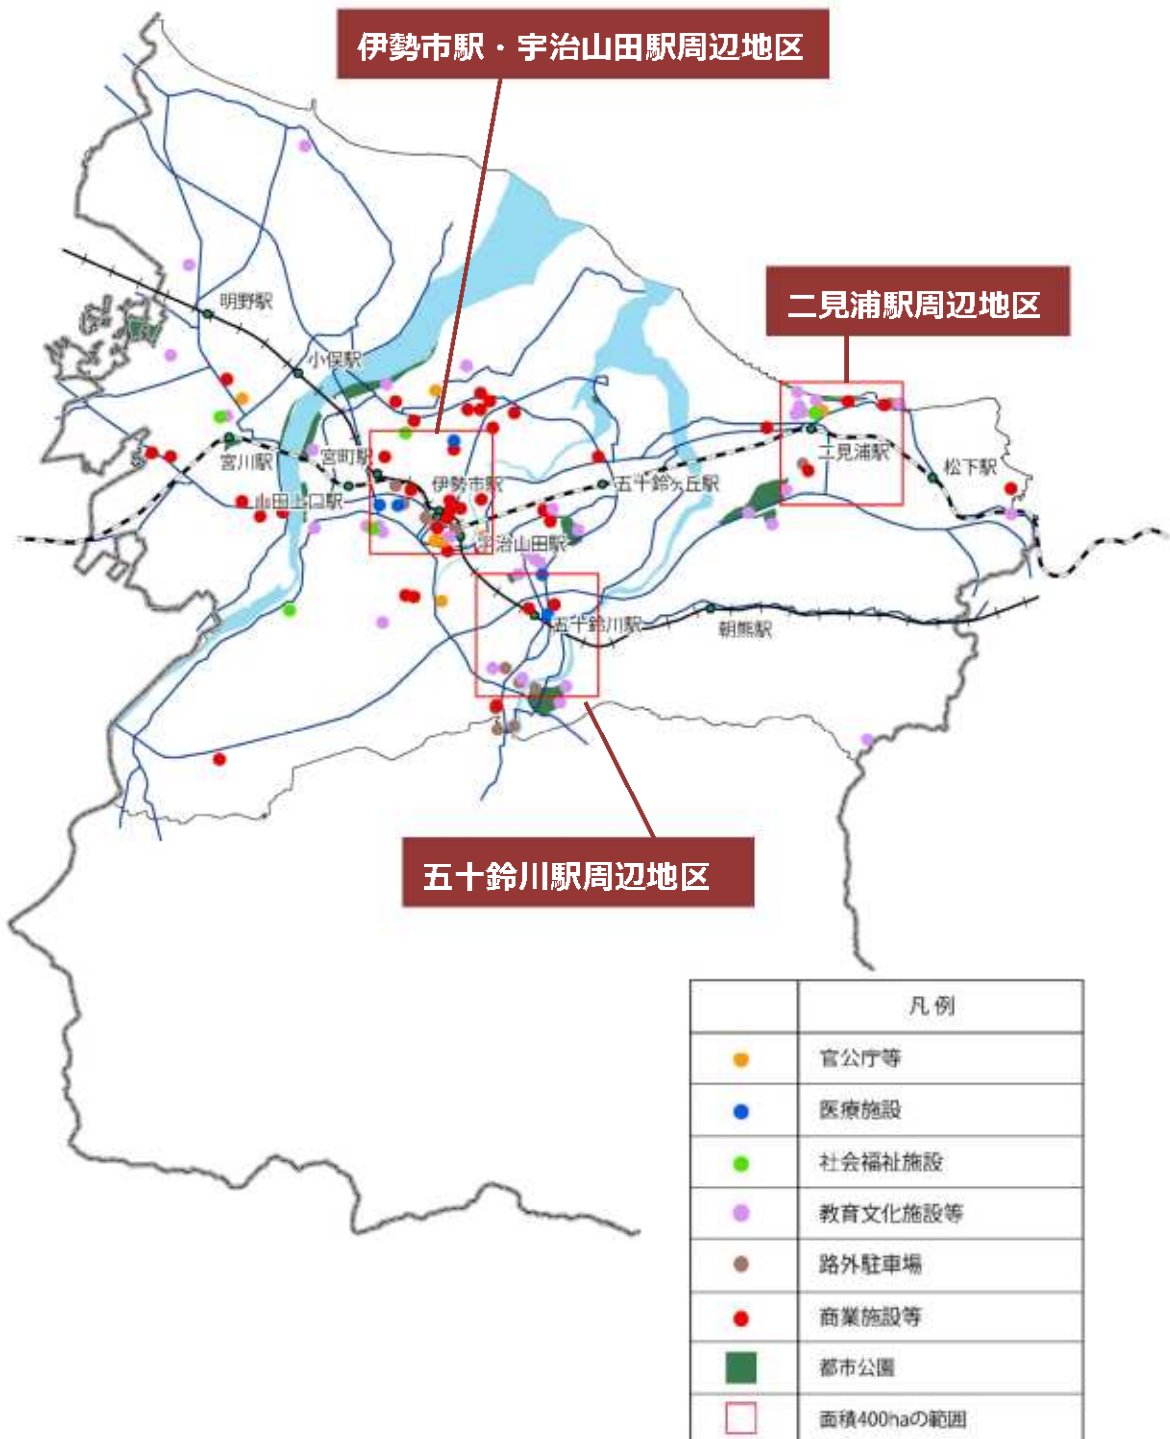 伊勢市駅・宇治山田駅周辺地区
二見浦駅周辺地区
明野駅
小俣駅
宮川駅
宮町駅
伊勢市駅
山田上口駅
五十鈴ヶ丘駅
二見浦駅
松下駅
宇治山田駅
五十鈴川駅
朝熊駅
五十鈴川駅周辺地区
凡例
官公庁等
医療施設
社会福祉施設
教育文化施設等
路外駐車場
商業施設等
都市公園
面積400haの範囲